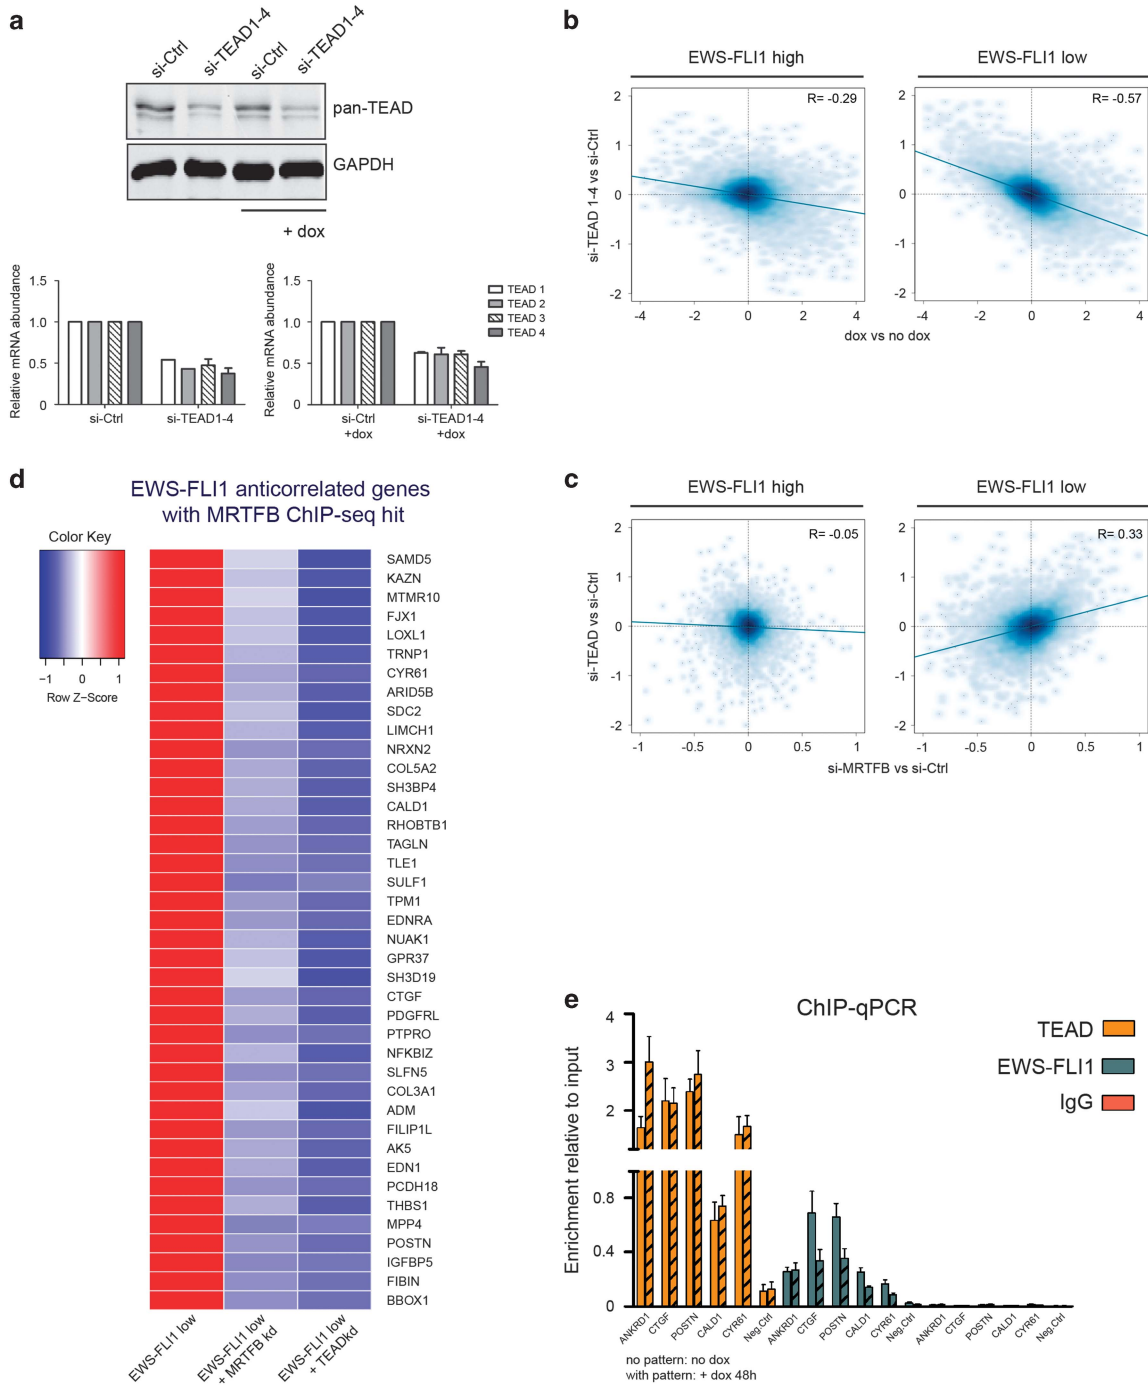 a
si-Ctrl
si-TEAD1-4
si-Ctrl
si-TEAD1-4
pan-TEAD
GAPDH
+ dox
Relative mRNA abundance
1.5
1.0
0.5
0
si-Ctrl
si-TEAD1-4
Relative mRNA abundance
1.5
1.0
0.5
0
si-Ctrl
+dox
si-TEAD1-4
+dox
TEAD 1
TEAD 2
TEAD 3
TEAD 4
b
EWS-FLI1 high
EWS-FLI1 low
si-TEAD 1-4 vs si-Ctrl
2
1
0
-1
-2
R= -0.29
-4
-2
0
2
4
2
1
0
-1
-2
R= -0.57
-4
-2
0
2
4
dox vs no dox
c
EWS-FLI1 high
EWS-FLI1 low
si-TEAD vs si-Ctrl
2
1
0
-1
-2
R= -0.05
-1
-0.5
0
0.5
1
2
1
0
-1
-2
R= 0.33
-1
-0.5
0
0.5
1
si-MRTFB vs si-Ctrl
d
EWS-FLI1 anticorrelated genes
with MRTFB ChIP-seq hit
Color Key
−1 0 1
Row Z−Score
SAMD5
KAZN
MTMR10
FJX1
LOXL1
TRNP1
CYR61
ARID5B
SDC2
LIMCH1
NRXN2
COL5A2
SH3BP4
CALD1
RHOBTB1
TAGLN
TLE1
SULF1
TPM1
EDNRA
NUAK1
GPR37
SH3D19
CTGF
PDGFRL
PTPRO
NFKBIZ
SLFN5
COL3A1
ADM
FILIP1L
AK5
EDN1
PCDH18
THBS1
MPP4
POSTN
IGFBP5
FIBIN
BBOX1
EWS-FLI1 low
EWS-FLI1 low
+ MRTFB kd
EWS-FLI1 low
+ TEADkd
e
ChIP-qPCR
TEAD
EWS-FLI1
IgG
Enrichment relative to input
4
3
2
0.8
0.4
0
ANKRD1
CTGF
POSTN
CALD1
CYR61
Neg.Ctrl
ANKRD1
CTGF
POSTN
CALD1
CYR61
Neg.Ctrl
ANKRD1
CTGF
POSTN
CALD1
CYR61
Neg.Ctrl
no pattern: no dox
with pattern: + dox 48h